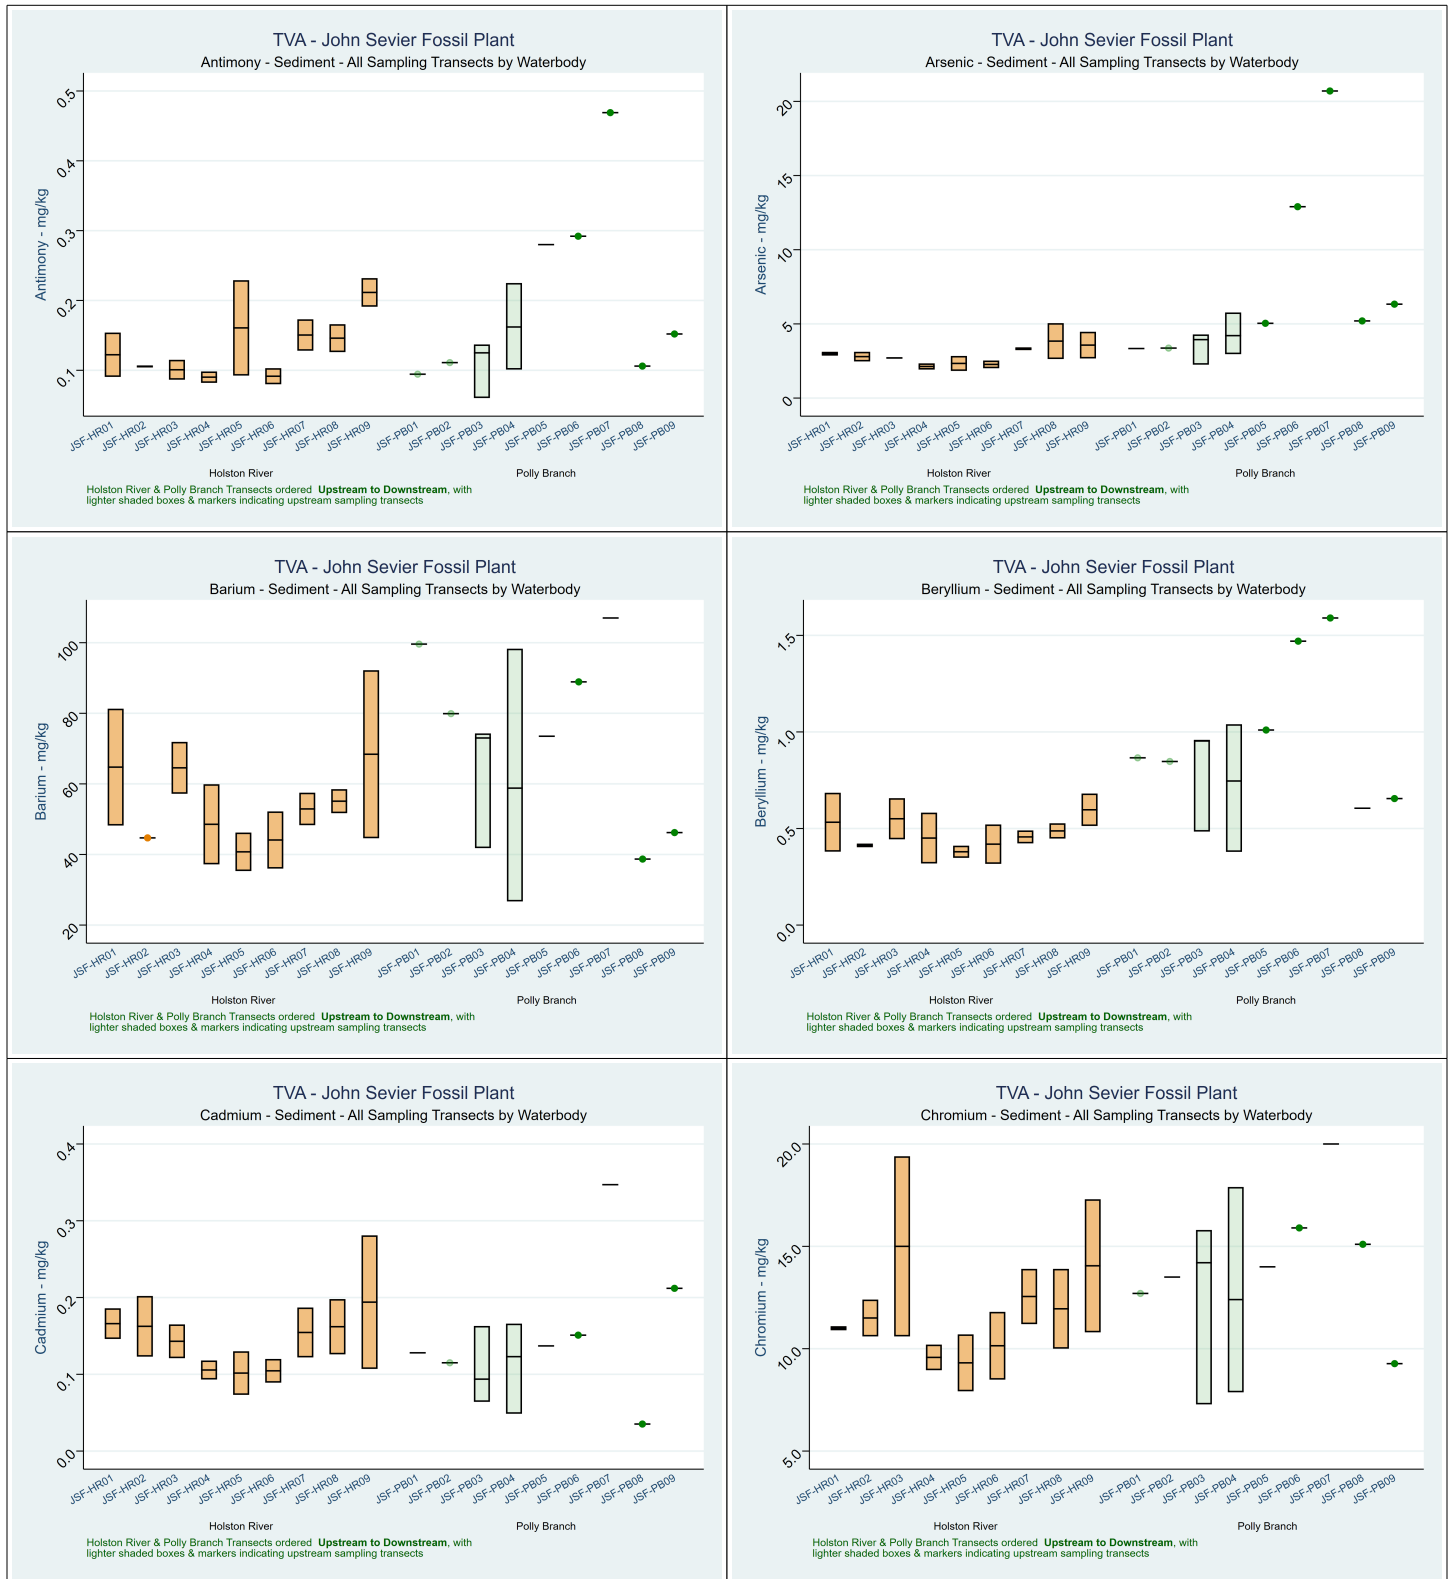 TVA - John Sevier Fossil Plant
Antimony - Sediment - All Sampling Transects by Waterbody
Antimony - mg/kg
0.5
0.4
0.3
0.2
0.1
JSF-HR01 JSF-HR02 JSF-HR03 JSF-HR04 JSF-HR05 JSF-HR06 JSF-HR07 JSF-HR08 JSF-HR09 JSF-PB01 JSF-PB02 JSF-PB03 JSF-PB04 JSF-PB05 JSF-PB06 JSF-PB07 JSF-PB08 JSF-PB09
Holston River Polly Branch
Holston River & Polly Branch Transects ordered Upstream to Downstream, with
lighter shaded boxes & markers indicating upstream sampling transects
TVA - John Sevier Fossil Plant
Arsenic - Sediment - All Sampling Transects by Waterbody
Arsenic - mg/kg
20
15
10
5
0
JSF-HR01 JSF-HR02 JSF-HR03 JSF-HR04 JSF-HR05 JSF-HR06 JSF-HR07 JSF-HR08 JSF-HR09 JSF-PB01 JSF-PB02 JSF-PB03 JSF-PB04 JSF-PB05 JSF-PB06 JSF-PB07 JSF-PB08 JSF-PB09
Holston River Polly Branch
Holston River & Polly Branch Transects ordered Upstream to Downstream, with
lighter shaded boxes & markers indicating upstream sampling transects
TVA - John Sevier Fossil Plant
Barium - Sediment - All Sampling Transects by Waterbody
Barium - mg/kg
100
80
60
40
20
JSF-HR01 JSF-HR02 JSF-HR03 JSF-HR04 JSF-HR05 JSF-HR06 JSF-HR07 JSF-HR08 JSF-HR09 JSF-PB01 JSF-PB02 JSF-PB03 JSF-PB04 JSF-PB05 JSF-PB06 JSF-PB07 JSF-PB08 JSF-PB09
Holston River Polly Branch
Holston River & Polly Branch Transects ordered Upstream to Downstream, with
lighter shaded boxes & markers indicating upstream sampling transects
TVA - John Sevier Fossil Plant
Beryllium - Sediment - All Sampling Transects by Waterbody
Beryllium - mg/kg
1.5
1.0
0.5
0.0
JSF-HR01 JSF-HR02 JSF-HR03 JSF-HR04 JSF-HR05 JSF-HR06 JSF-HR07 JSF-HR08 JSF-HR09 JSF-PB01 JSF-PB02 JSF-PB03 JSF-PB04 JSF-PB05 JSF-PB06 JSF-PB07 JSF-PB08 JSF-PB09
Holston River Polly Branch
Holston River & Polly Branch Transects ordered Upstream to Downstream, with
lighter shaded boxes & markers indicating upstream sampling transects
TVA - John Sevier Fossil Plant
Cadmium - Sediment - All Sampling Transects by Waterbody
Cadmium - mg/kg
0.4
0.3
0.2
0.1
0.0
JSF-HR01 JSF-HR02 JSF-HR03 JSF-HR04 JSF-HR05 JSF-HR06 JSF-HR07 JSF-HR08 JSF-HR09 JSF-PB01 JSF-PB02 JSF-PB03 JSF-PB04 JSF-PB05 JSF-PB06 JSF-PB07 JSF-PB08 JSF-PB09
Holston River Polly Branch
Holston River & Polly Branch Transects ordered Upstream to Downstream, with
lighter shaded boxes & markers indicating upstream sampling transects
TVA - John Sevier Fossil Plant
Chromium - Sediment - All Sampling Transects by Waterbody
Chromium - mg/kg
20.0
15.0
10.0
5.0
JSF-HR01 JSF-HR02 JSF-HR03 JSF-HR04 JSF-HR05 JSF-HR06 JSF-HR07 JSF-HR08 JSF-HR09 JSF-PB01 JSF-PB02 JSF-PB03 JSF-PB04 JSF-PB05 JSF-PB06 JSF-PB07 JSF-PB08 JSF-PB09
Holston River Polly Branch
Holston River & Polly Branch Transects ordered Upstream to Downstream, with
lighter shaded boxes & markers indicating upstream sampling transects